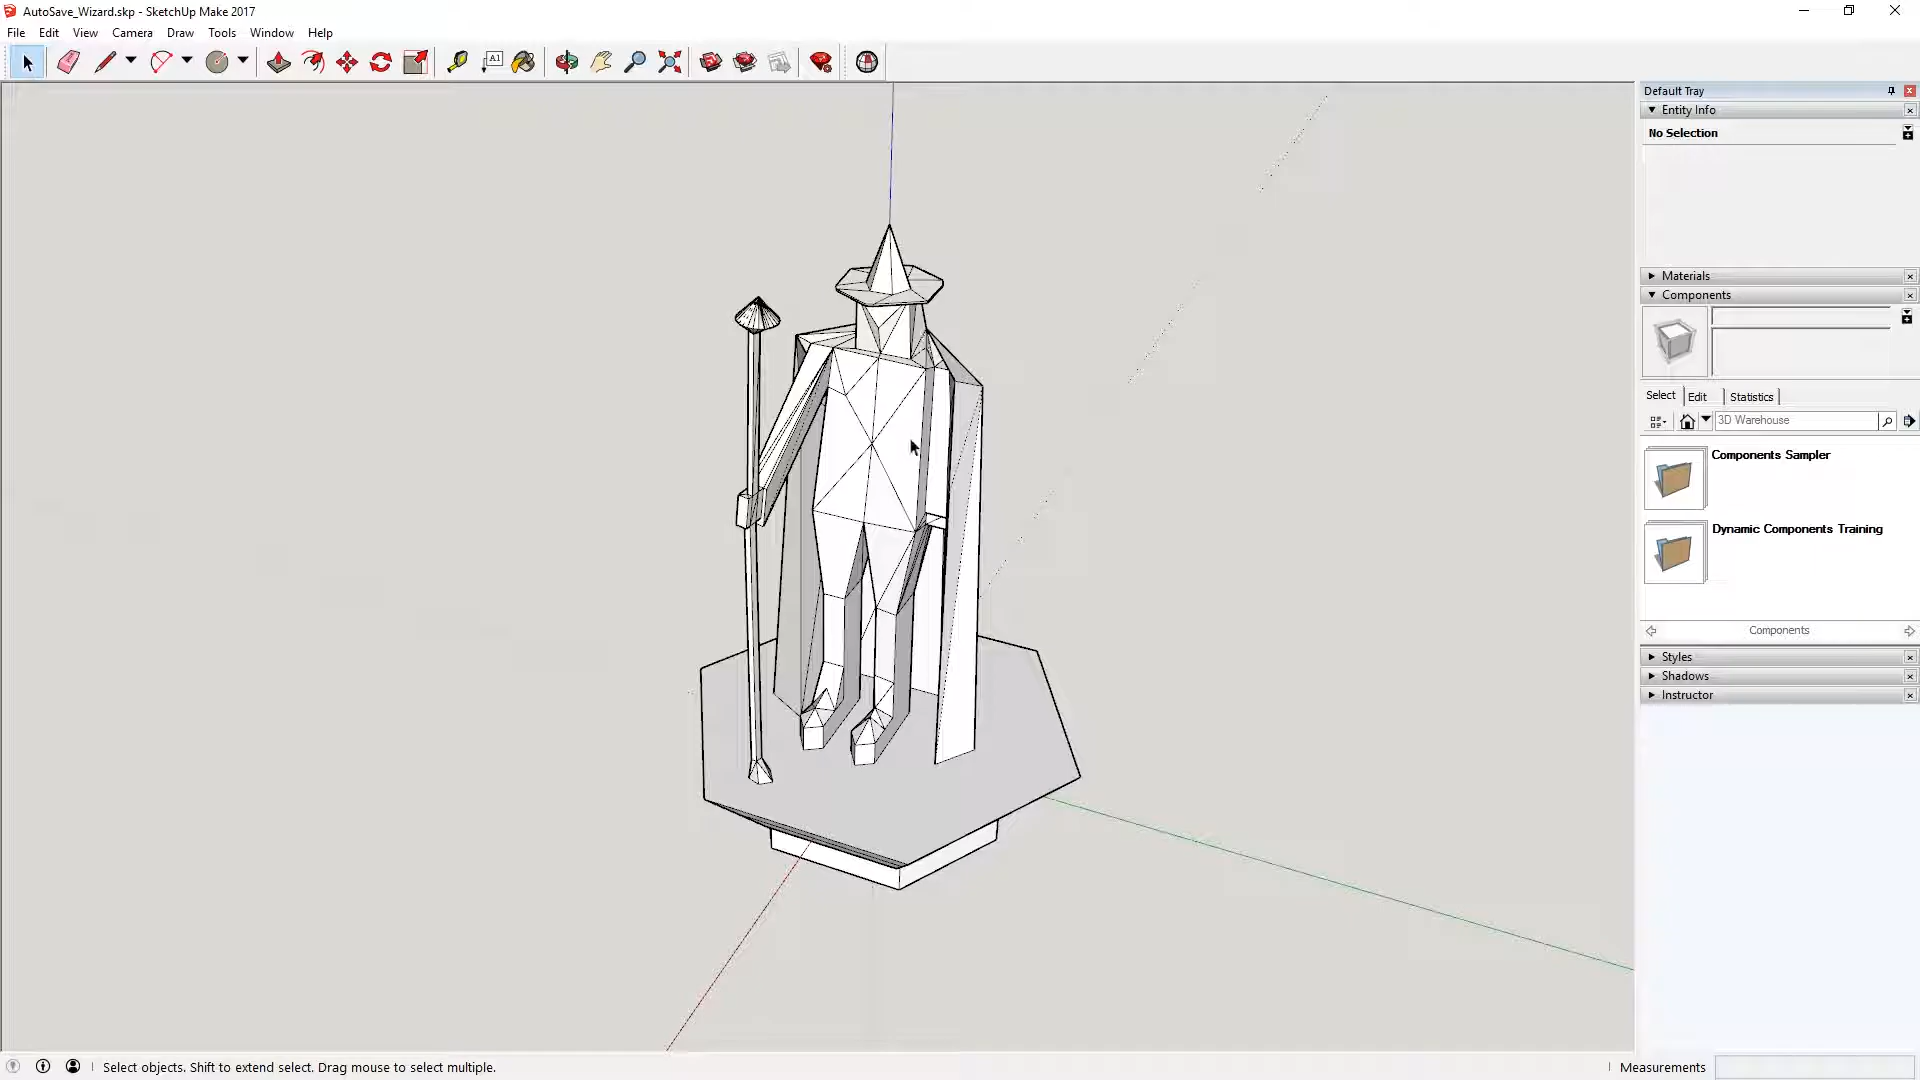 AutoSave_Wizard.skp - SketchUp Make 2017
File Edit View Camera Draw Tools Window Help
A1
Default Tray
Entity Info
No Selection
Materials
Components
Select Edit Statistics
3D Warehouse
Components Sampler
Dynamic Components Training
Components
Styles
Shadows
Instructor
Select objects. Shift to extend select. Drag mouse to select multiple.
Measurements